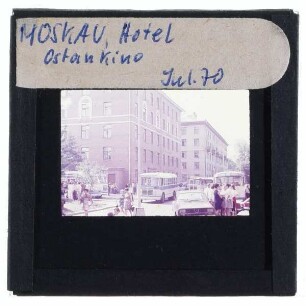 MOSKAU, Hotel
Ostankino
Jul. 70